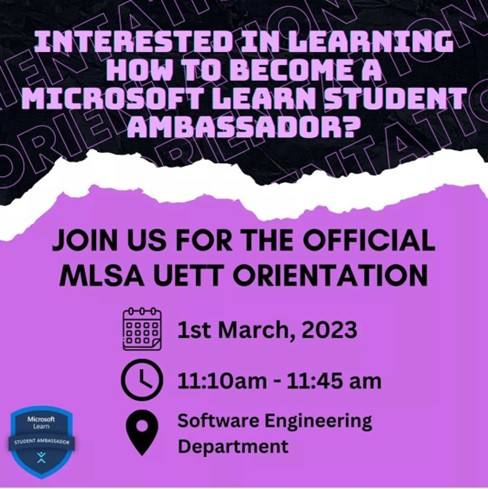 INTERESTED IN LEARNING
HOW TO BECOME A
MICROSOFT LEARN STUDENT
AMBASSADOR?
JOIN US FOR THE OFFICIAL
MLSA UETT ORIENTATION
1st March, 2023
11:10am - 11:45 am
Software Engineering
Department
Microsoft
Learn
STUDENT AMBASSADOR